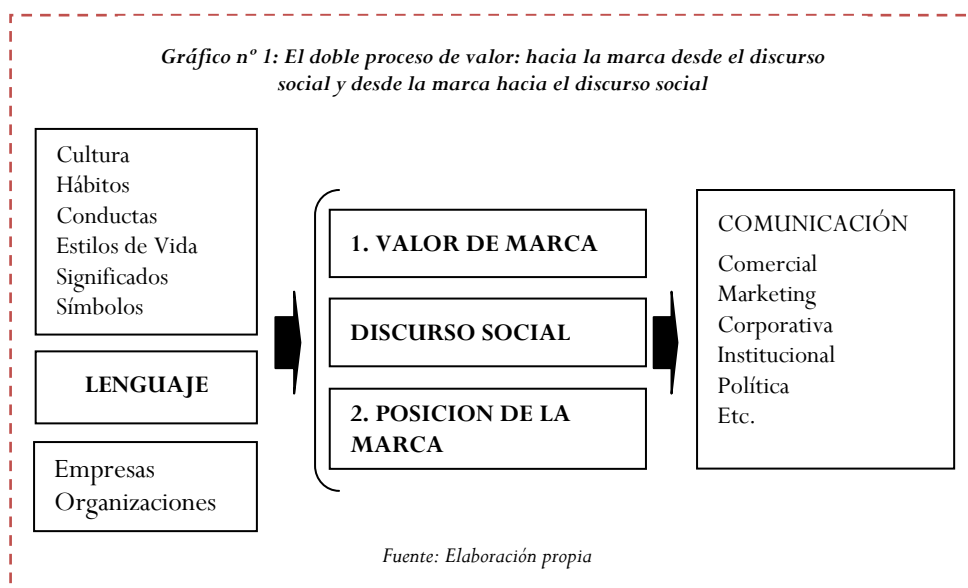 Gráfico nº 1: El doble proceso de valor: hacia la marca desde el discurso
social y desde la marca hacia el discurso social
Cultura
Hábitos
Conductas
Estilos de Vida
Significados
Símbolos
LENGUAJE
Empresas
Organizaciones
1. VALOR DE MARCA
DISCURSO SOCIAL
2. POSICION DE LA
MARCA
COMUNICACIÓN
Comercial
Marketing
Corporativa
Institucional
Política
Etc.
Fuente: Elaboración propia